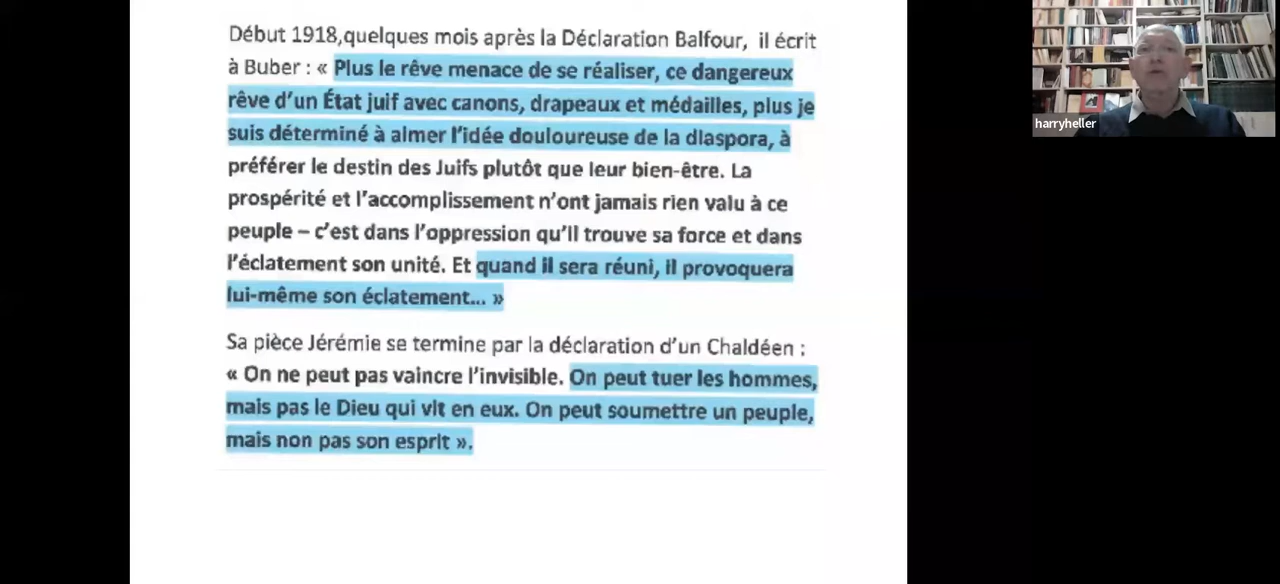 Début 1918,quelques mois après la Déclaration Balfour, il écrit
à Buber : « Plus le rêve menace de se réaliser, ce dangereux
rêve d'un État juif avec canons, drapeaux et médailles, plus je
suis déterminé à aimer l'idée douloureuse de la diaspora, à
préférer le destin des Juifs plutôt que leur bien-être. La
prospérité et l'accomplissement n'ont jamais rien valu à ce
peuple – c'est dans l'oppression qu'il trouve sa force et dans
l'éclatement son unité. Et quand il sera réuni, il provoquera
lui-même son éclatement... »
Sa pièce Jérémie se termine par la déclaration d'un Chaldéen :
« On ne peut pas vaincre l'invisible. On peut tuer les hommes,
mais pas le Dieu qui vit en eux. On peut soumettre un peuple,
mais non pas son esprit ».
harryheller